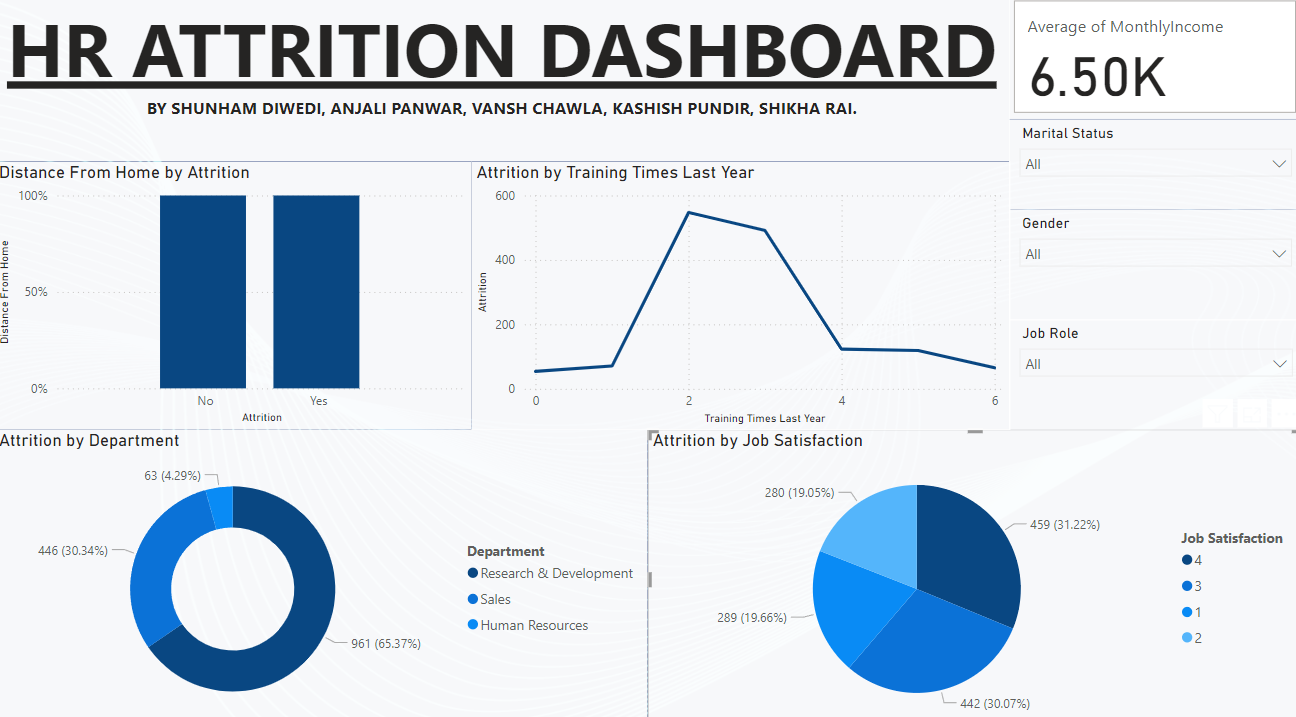 HR ATTRITION DASHBOARD
BY SHUNHAM DIWEDI, ANJALI PANWAR, VANSH CHAWLA, KASHISH PUNDIR, SHIKHA RAI.
Average of MonthlyIncome
6.50K
Marital Status
All
Gender
All
Job Role
All
Distance From Home by Attrition
Distance From Home
100%
50%
0%
No
Yes
Attrition
Attrition by Training Times Last Year
Attrition
600
400
200
0
0
2
4
6
Training Times Last Year
Attrition by Department
63 (4.29%)
446 (30.34%)
961 (65.37%)
Department
Research & Development
Sales
Human Resources
Attrition by Job Satisfaction
280 (19.05%)
459 (31.22%)
289 (19.66%)
442 (30.07%)
Job Satisfaction
4
3
1
2